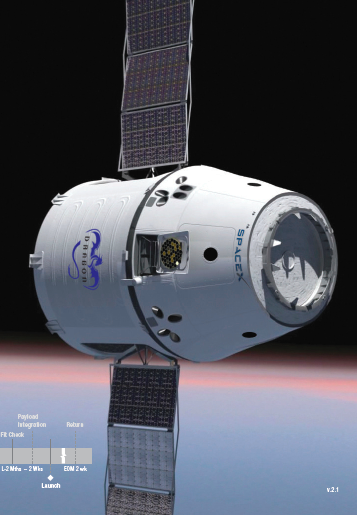 DRAGON
SPACEX
Payload
Integration
Return
Fit Check
L-2 Mths
– 2 Wks
EOM 2 wk
Launch
v.2.1